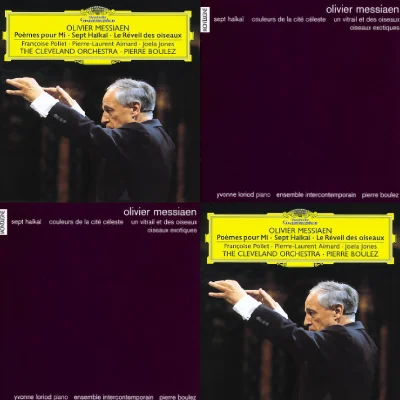 Deutsche
Grammophon
OLIVIER MESSIAEN
Poèmes pour Mi · Sept Haïkaï · Le Réveil des oiseaux
Françoise Pollet · Pierre-Laurent Aimard · Joela Jones
THE CLEVELAND ORCHESTRA · PIERRE BOULEZ
olivier messiaen
sept haïkaï couleurs de la cité céleste un vitrail et des oiseaux
oiseaux exotiques
yvonne loriod piano ensemble intercontemporain pierre boulez
olivier messiaen
sept haïkaï couleurs de la cité céleste un vitrail et des oiseaux
oiseaux exotiques
yvonne loriod piano ensemble intercontemporain pierre boulez
Deutsche
Grammophon
OLIVIER MESSIAEN
Poèmes pour Mi · Sept Haïkaï · Le Réveil des oiseaux
Françoise Pollet · Pierre-Laurent Aimard · Joela Jones
THE CLEVELAND ORCHESTRA · PIERRE BOULEZ